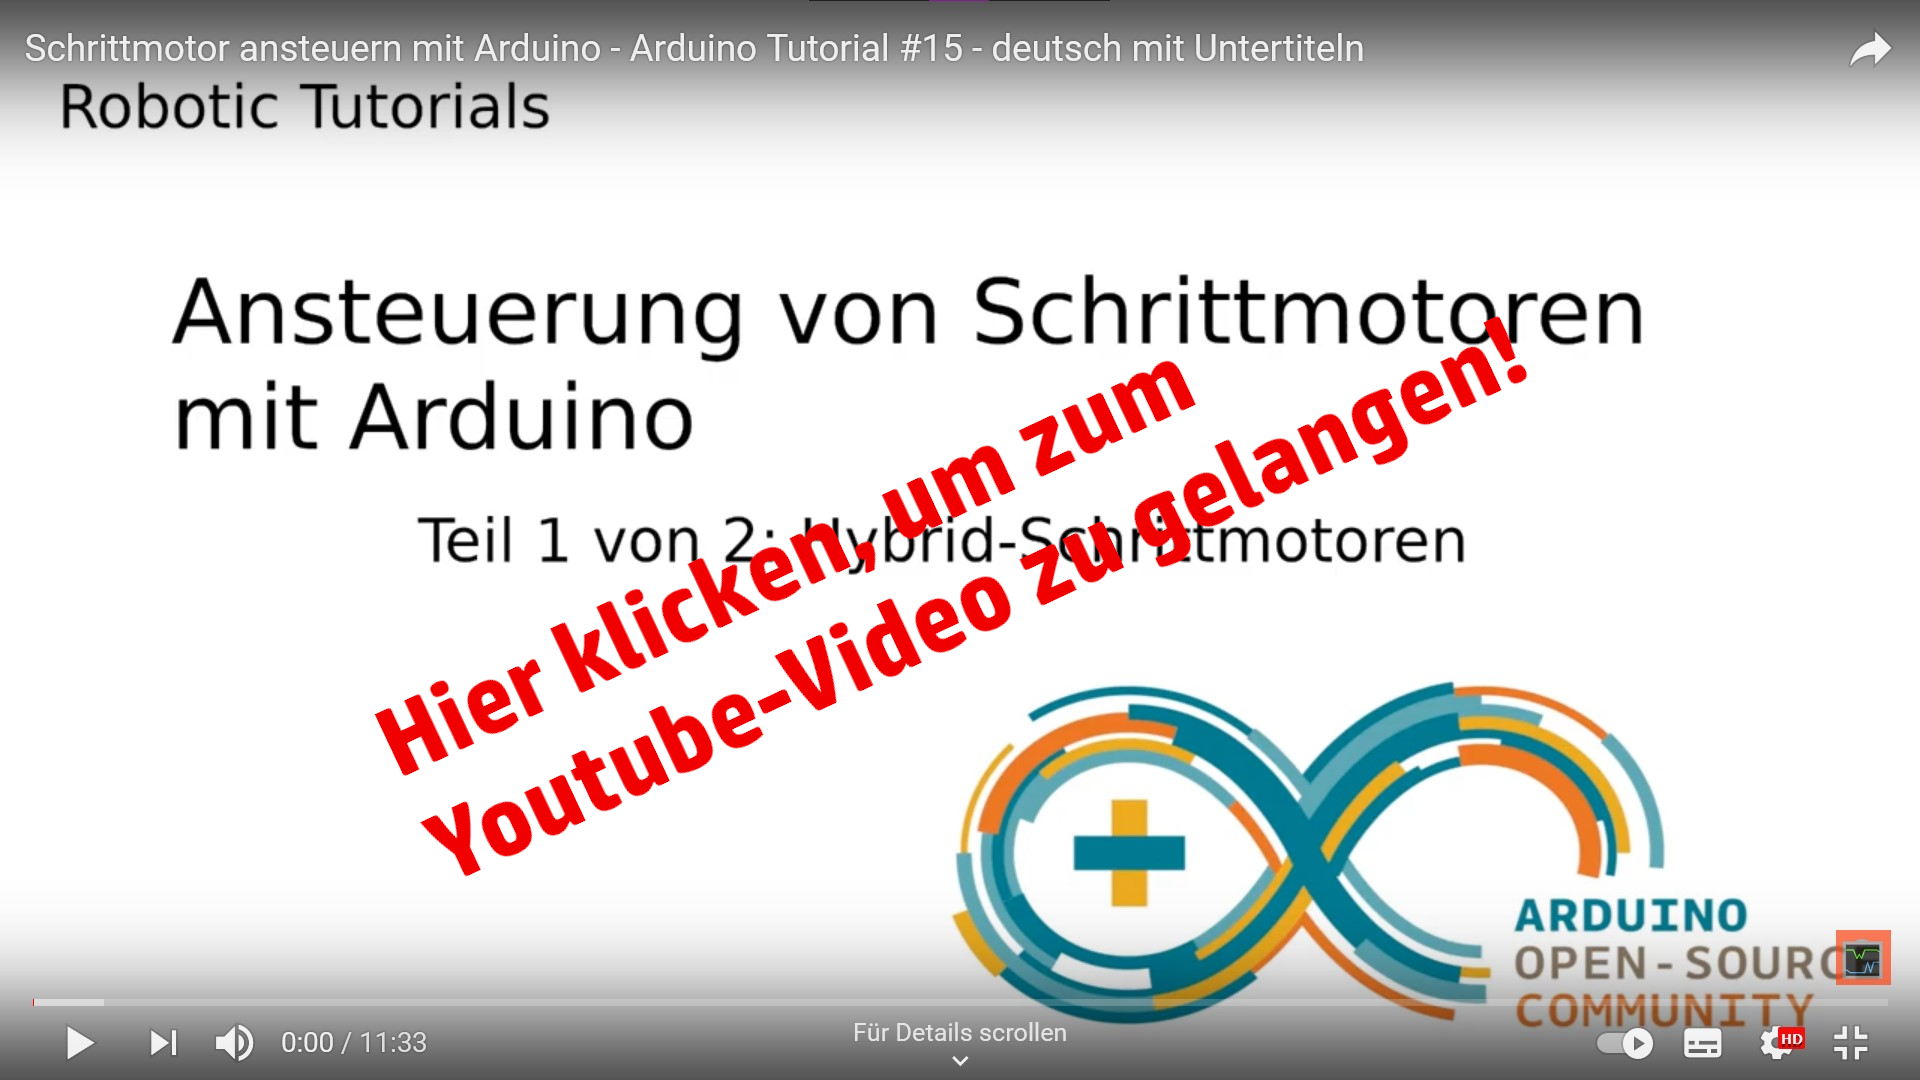 Schrittmotor ansteuern mit Arduino - Arduino Tutorial #15 - deutsch mit Untertiteln
Robotic Tutorials
Ansteuerung von Schrittmotoren
mit Arduino
Teil 1 von 2: Hybrid-Schrittmotoren
Hier klicken, um zum
Youtube-Video zu gelangen!
ARDUINO
OPEN-SOURC
COMMUNITY
0:00 / 11:33
Für Details scrollen
HD